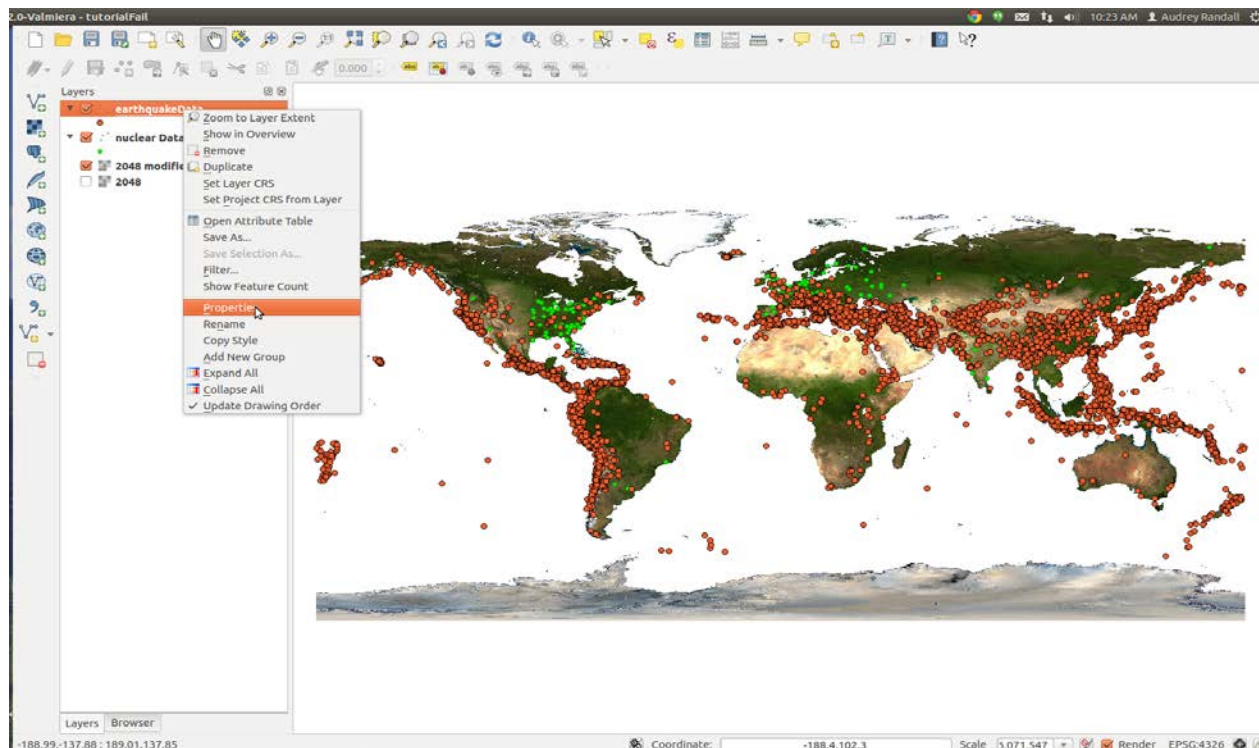 2.0-Valmiera - tutorialFail
10:23 AM Audrey Randall
0.000
Layers
earthquakeData
nuclear Data
2048 modifie
2048
Zoom to Layer Extent
Show in Overview
Remove
Duplicate
Set Layer CRS
Set Project CRS from Layer
Open Attribute Table
Save As...
Save Selection As...
Filter...
Show Feature Count
Properties
Rename
Copy Style
Add New Group
Expand All
Collapse All
Update Drawing Order
Layers Browser
-188.99,-137.88 : 189.01,137.85 Coordinate: -188.4,102.3 Scale 5,071,547 Render EPSG:4326